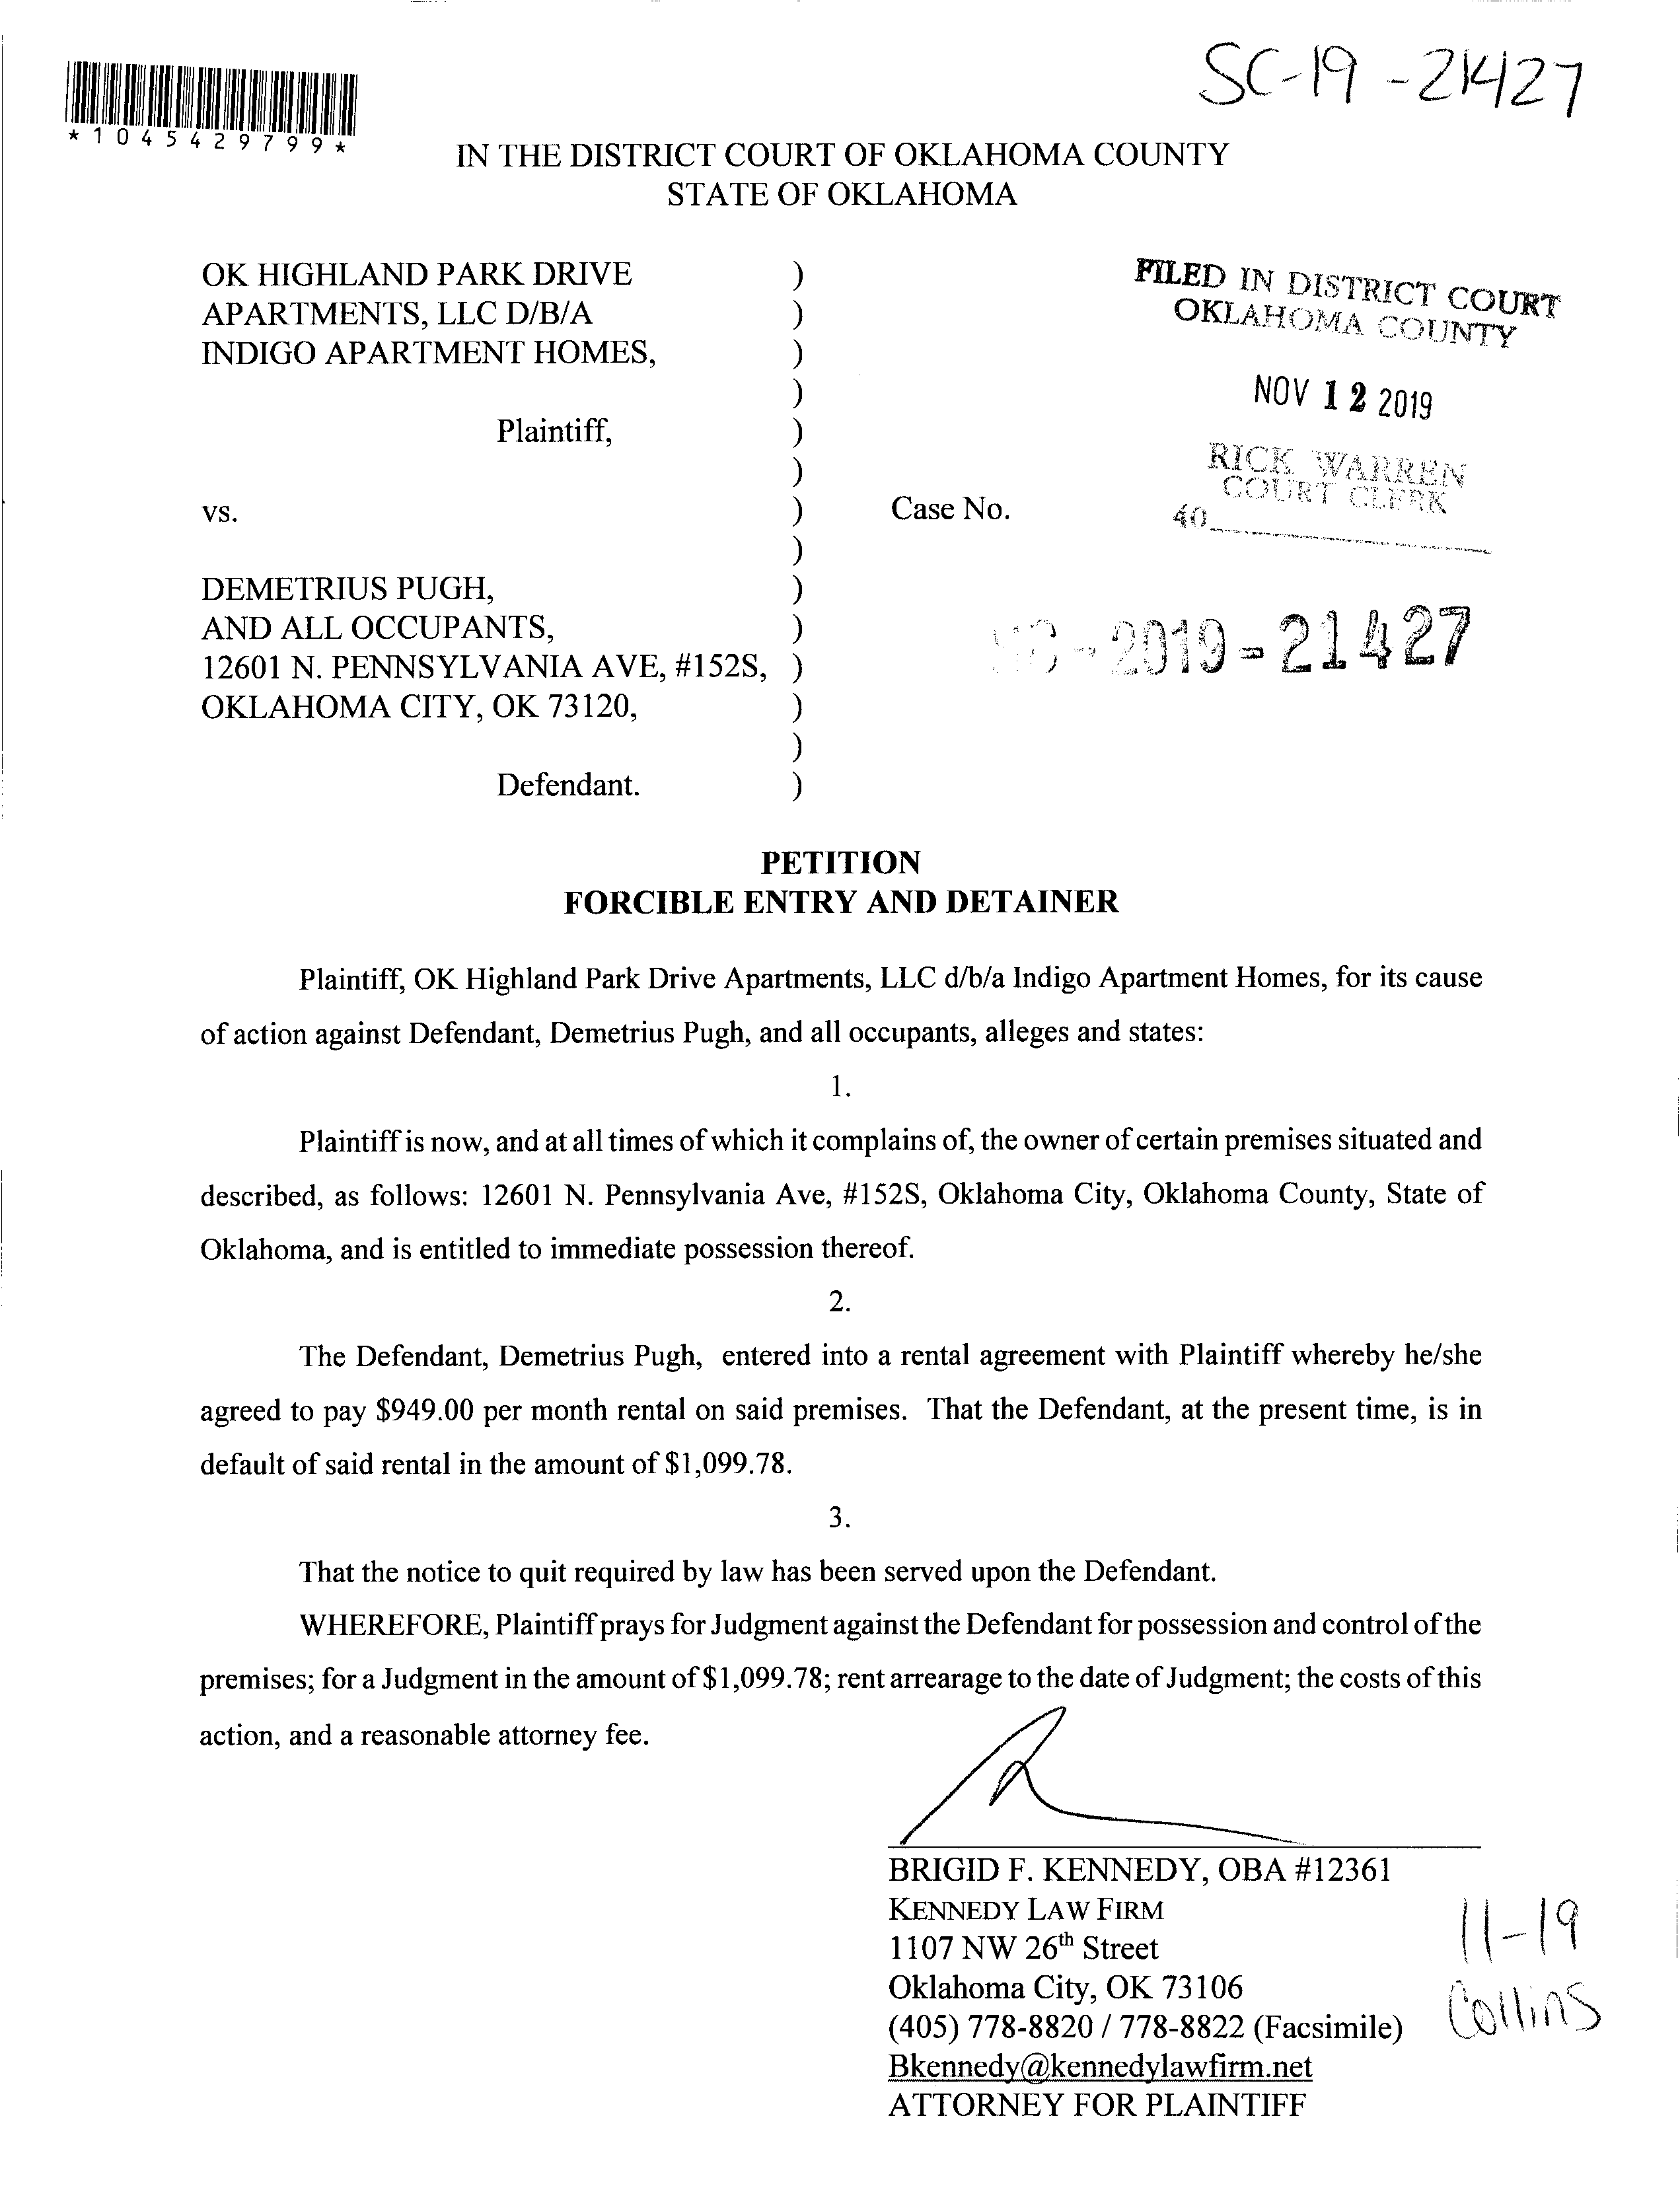 SC-19-21427
*1045429799*
IN THE DISTRICT COURT OF OKLAHOMA COUNTY
STATE OF OKLAHOMA
OK HIGHLAND PARK DRIVE )
APARTMENTS, LLC D/B/A )
INDIGO APARTMENT HOMES, )
)
Plaintiff, )
)
vs. ) Case No.
)
DEMETRIUS PUGH, )
AND ALL OCCUPANTS, )
12601 N. PENNSYLVANIA AVE, #152S, )
OKLAHOMA CITY, OK 73120, )
)
Defendant. )
FILED IN DISTRICT COURT
OKLAHOMA COUNTY
NOV 12 2019
RICK WARREN
COURT CLERK
40
SC-2019-21427
PETITION
FORCIBLE ENTRY AND DETAINER
Plaintiff, OK Highland Park Drive Apartments, LLC d/b/a Indigo Apartment Homes, for its cause
of action against Defendant, Demetrius Pugh, and all occupants, alleges and states:
1.
Plaintiff is now, and at all times of which it complains of, the owner of certain premises situated and
described, as follows: 12601 N. Pennsylvania Ave, #152S, Oklahoma City, Oklahoma County, State of
Oklahoma, and is entitled to immediate possession thereof.
2.
The Defendant, Demetrius Pugh, entered into a rental agreement with Plaintiff whereby he/she
agreed to pay $949.00 per month rental on said premises. That the Defendant, at the present time, is in
default of said rental in the amount of $1,099.78.
3.
That the notice to quit required by law has been served upon the Defendant.
WHEREFORE, Plaintiff prays for Judgment against the Defendant for possession and control of the
premises; for a Judgment in the amount of $1,099.78; rent arrearage to the date of Judgment; the costs of this
action, and a reasonable attorney fee.
BRIGID F. KENNEDY, OBA #12361
KENNEDY LAW FIRM
1107 NW 26th Street
Oklahoma City, OK 73106
(405) 778-8820 / 778-8822 (Facsimile)
Bkennedy@kennedylawfirm.net
ATTORNEY FOR PLAINTIFF
11-19
Collins